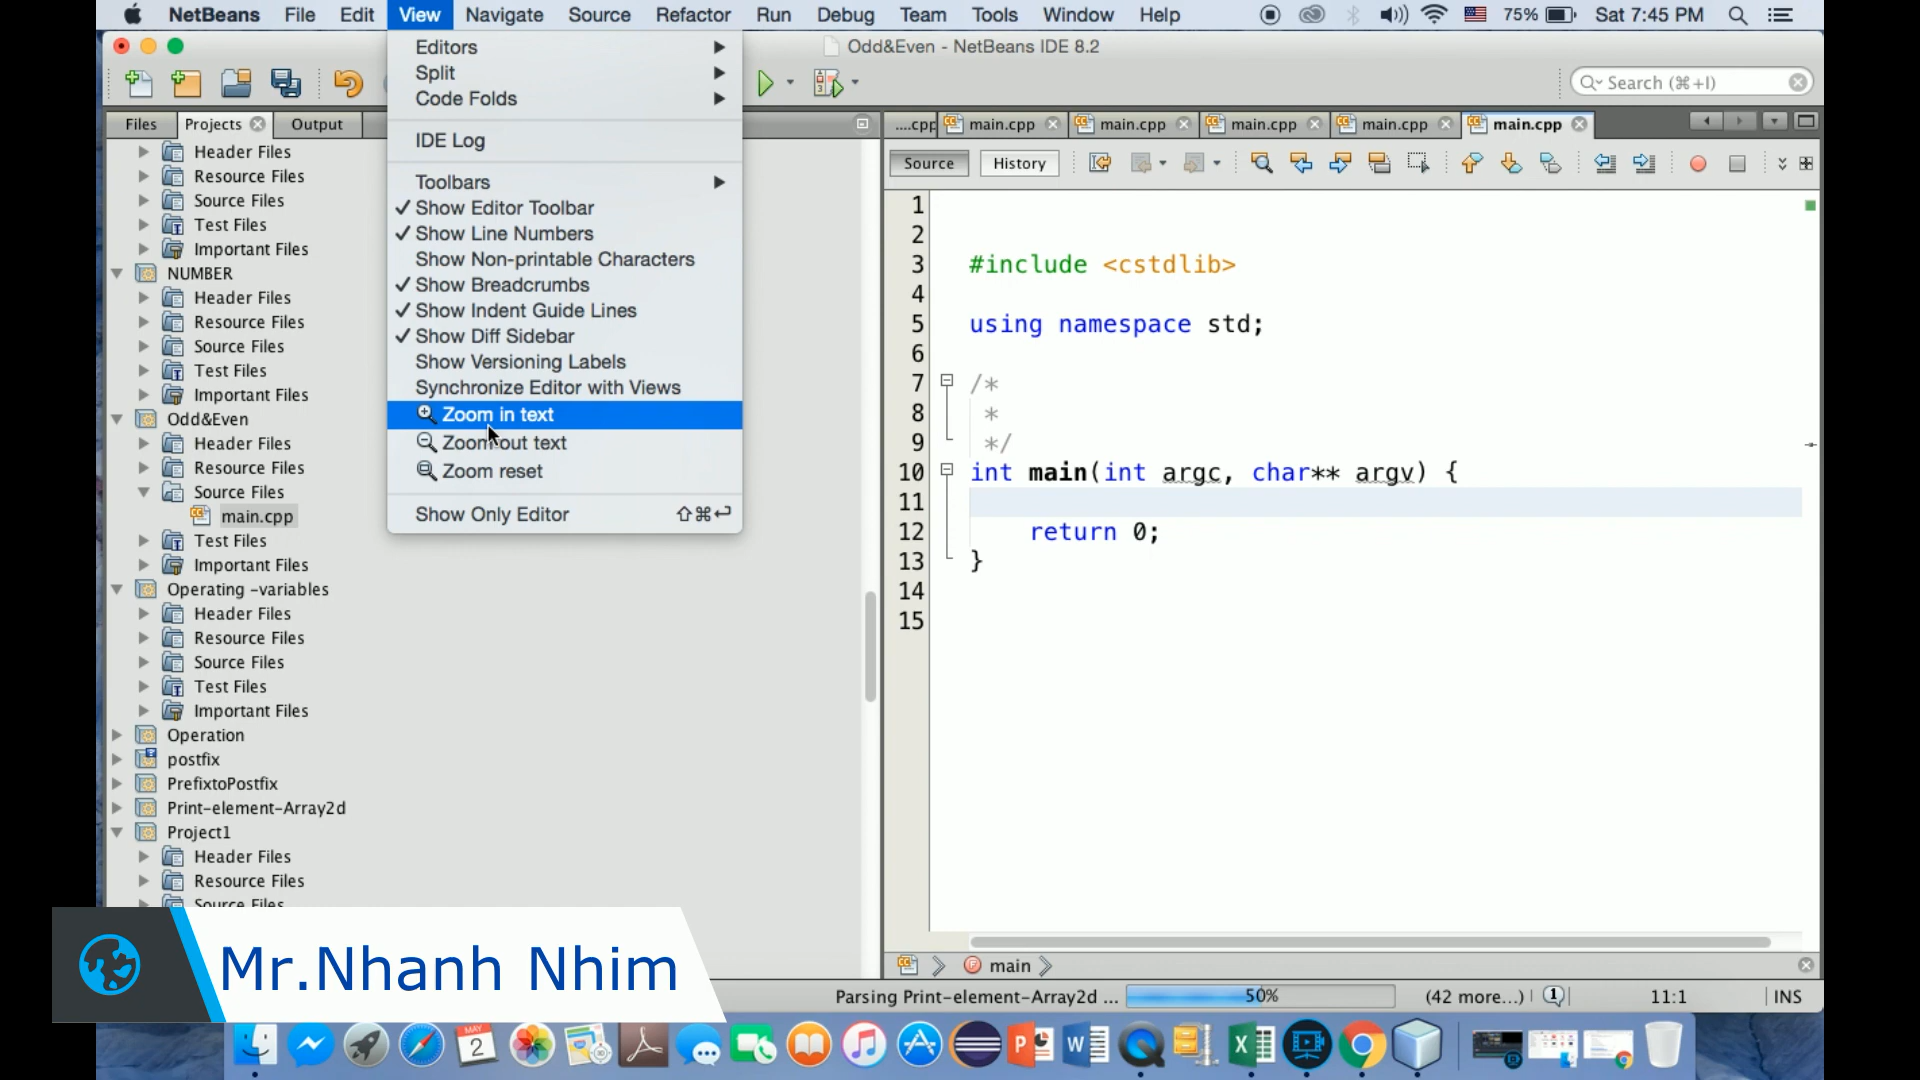 NetBeans File Edit View Navigate Source Refactor Run Debug Team Tools Window Help 75% Sat 7:45 PM
Odd&Even - NetBeans IDE 8.2
Search (⌘+I)
Files Projects Output
....cpp main.cpp main.cpp main.cpp main.cpp main.cpp
Source History
Editors
Split
Code Folds
IDE Log
Toolbars
✓ Show Editor Toolbar
✓ Show Line Numbers
Show Non-printable Characters
✓ Show Breadcrumbs
✓ Show Indent Guide Lines
✓ Show Diff Sidebar
Show Versioning Labels
Synchronize Editor with Views
Zoom in text
Zoom out text
Zoom reset
Show Only Editor ⇧⌘↩
Header Files
Resource Files
Source Files
Test Files
Important Files
NUMBER
Header Files
Resource Files
Source Files
Test Files
Important Files
Odd&Even
Header Files
Resource Files
Source Files
main.cpp
Test Files
Important Files
Operating -variables
Header Files
Resource Files
Source Files
Test Files
Important Files
Operation
postfix
PrefixtoPostfix
Print-element-Array2d
Project1
Header Files
Resource Files
Source Files
1
2
3 #include <cstdlib>
4
5 using namespace std;
6
7 /*
8 *
9 */
10 int main(int argc, char** argv) {
11
12 return 0;
13 }
14
15
main
Parsing Print-element-Array2d ... 50% (42 more...) 1 11:1 INS
Mr.Nhanh Nhim
MAY
2